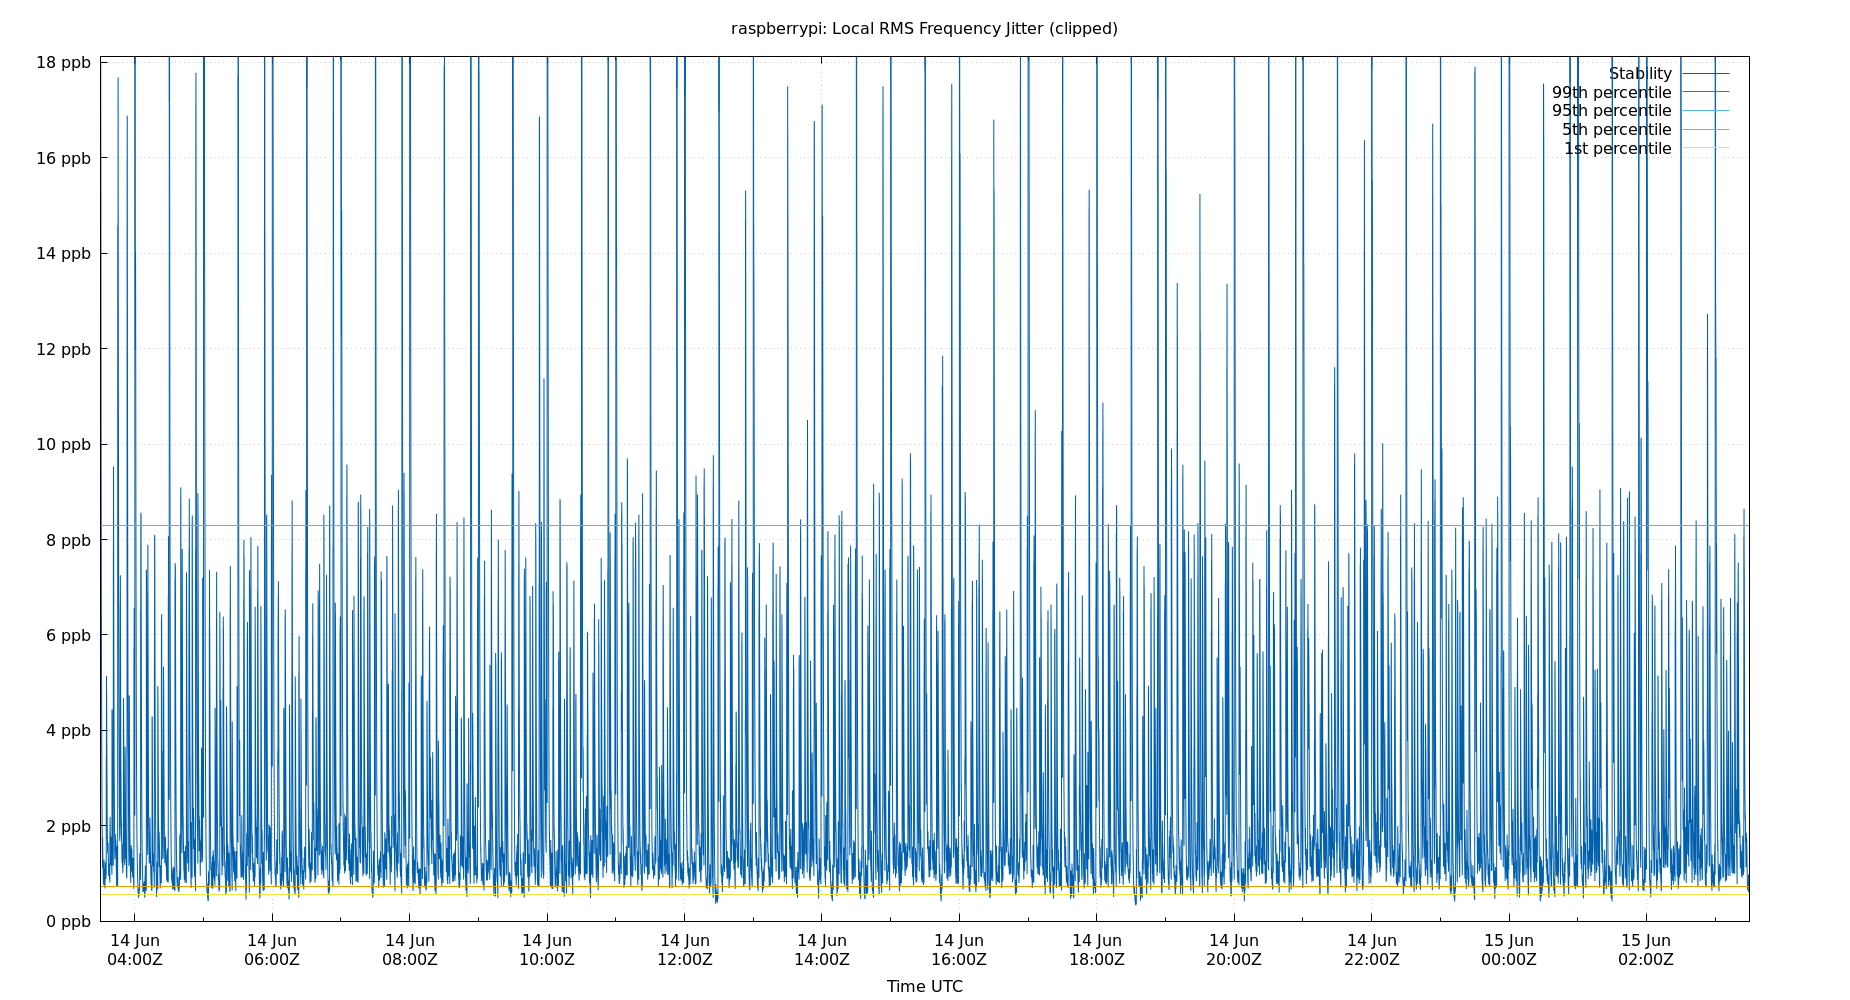 raspberrypi: Local RMS Frequency Jitter (clipped)
18 ppb
16 ppb
14 ppb
12 ppb
10 ppb
8 ppb
6 ppb
4 ppb
2 ppb
0 ppb
Stability
99th percentile
95th percentile
5th percentile
1st percentile
14 Jun 14 Jun 14 Jun 14 Jun 14 Jun 14 Jun 14 Jun 14 Jun 14 Jun 14 Jun 15 Jun 15 Jun
04:00Z 06:00Z 08:00Z 10:00Z 12:00Z 14:00Z 16:00Z 18:00Z 20:00Z 22:00Z 00:00Z 02:00Z
Time UTC